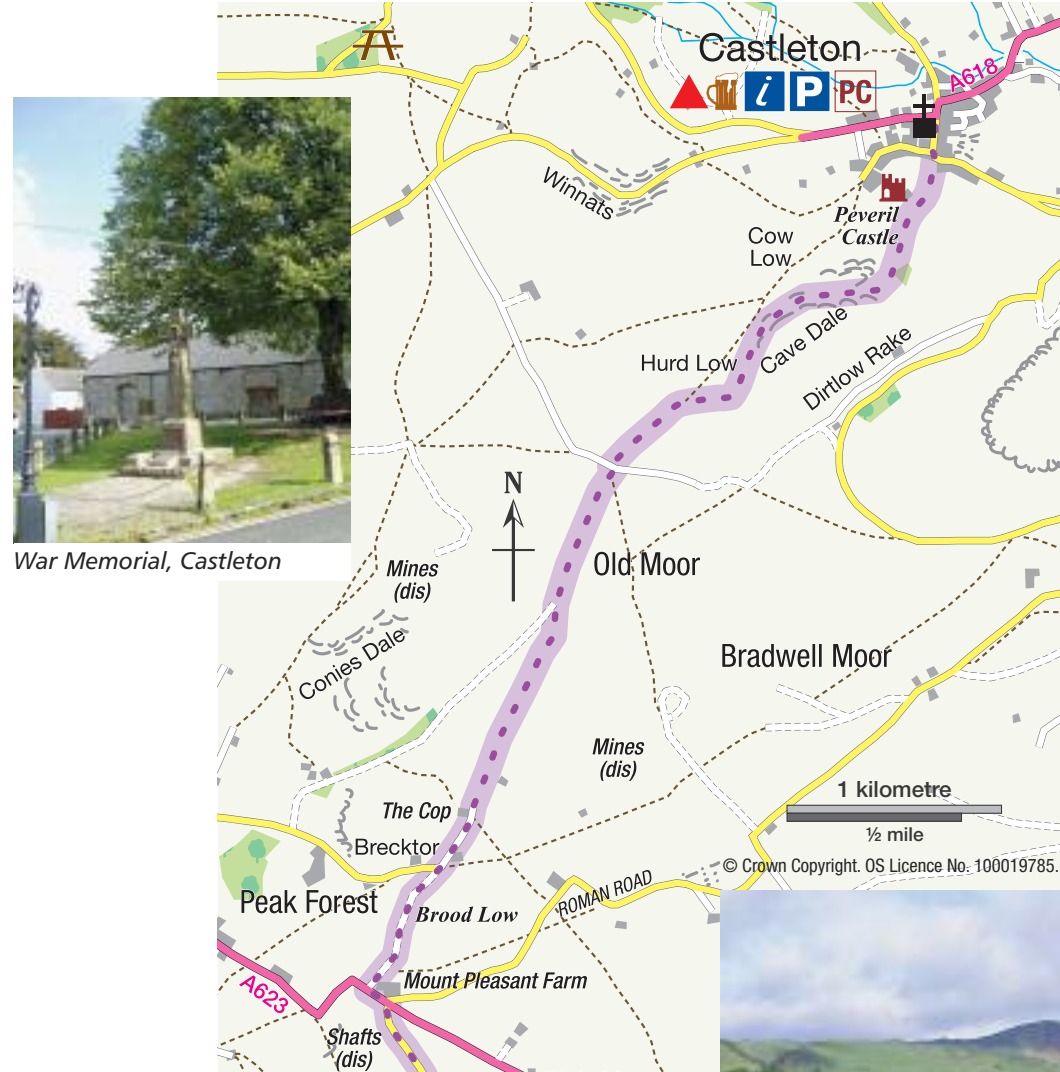 Castleton
i P PC
A618
Winnats
Peveril
Castle
Cow
Low
Cave Dale
Hurd Low
Dirtlow Rake
N
War Memorial, Castleton
Old Moor
Mines
(dis)
Conies Dale
Bradwell Moor
Mines
(dis)
1 kilometre
½ mile
The Cop
Brecktor
© Crown Copyright. OS Licence No. 100019785.
Peak Forest
Brood Low
ROMAN ROAD
Mount Pleasant Farm
A623
Shafts
(dis)